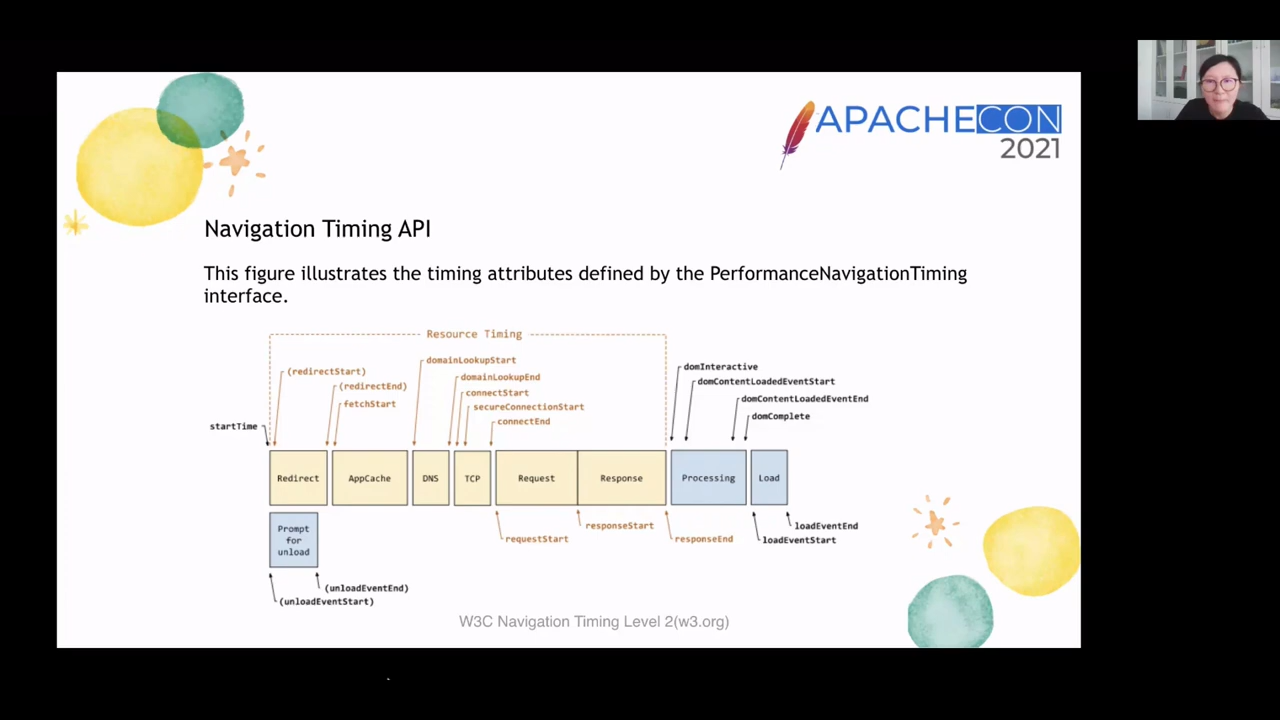 APACHECON
2021
Navigation Timing API
This figure illustrates the timing attributes defined by the PerformanceNavigationTiming
interface.
Resource Timing
domainLookupStart
domInteractive
(redirectStart)
domainLookupEnd
domContentLoadedEventStart
(redirectEnd)
connectStart
domContentLoadedEventEnd
fetchStart
secureConnectionStart
domComplete
connectEnd
startTime
Redirect
AppCache
DNS
TCP
Request
Response
Processing
Load
Prompt
for
unload
responseStart
loadEventEnd
requestStart
responseEnd
loadEventStart
(unloadEventEnd)
(unloadEventStart)
W3C Navigation Timing Level 2(w3.org)